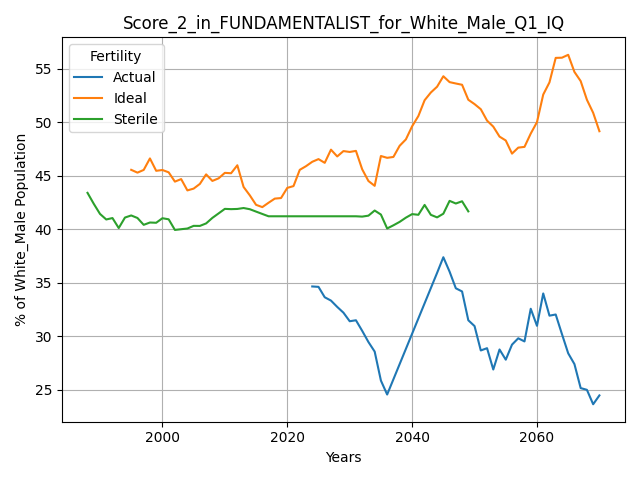 Score_2_in_FUNDAMENTALIST_for_White_Male_Q1_IQ
Fertility
Actual
Ideal
Sterile
% of White_Male Population
55
50
45
40
35
30
25
2000
2020
2040
2060
Years